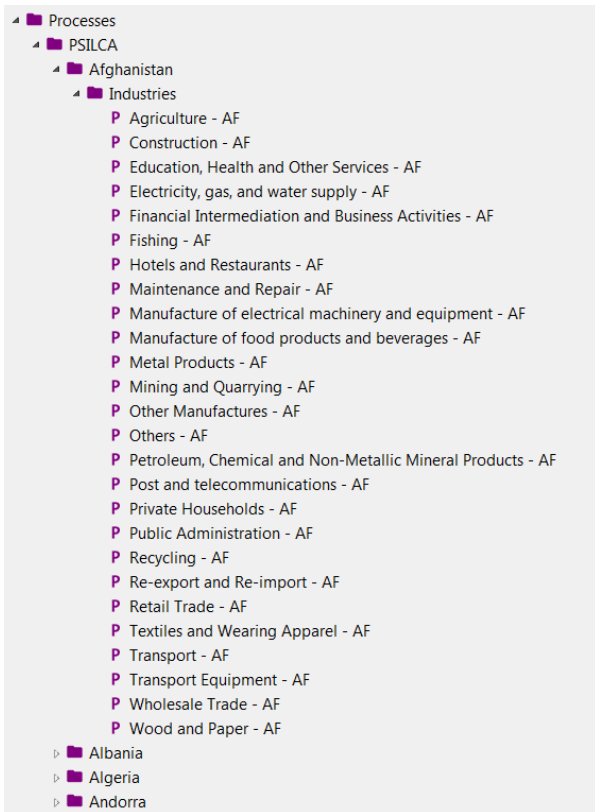 Processes
PSILCA
Afghanistan
Industries
P Agriculture - AF
P Construction - AF
P Education, Health and Other Services - AF
P Electricity, gas, and water supply - AF
P Financial Intermediation and Business Activities - AF
P Fishing - AF
P Hotels and Restaurants - AF
P Maintenance and Repair - AF
P Manufacture of electrical machinery and equipment - AF
P Manufacture of food products and beverages - AF
P Metal Products - AF
P Mining and Quarrying - AF
P Other Manufactures - AF
P Others - AF
P Petroleum, Chemical and Non-Metallic Mineral Products - AF
P Post and telecommunications - AF
P Private Households - AF
P Public Administration - AF
P Recycling - AF
P Re-export and Re-import - AF
P Retail Trade - AF
P Textiles and Wearing Apparel - AF
P Transport - AF
P Transport Equipment - AF
P Wholesale Trade - AF
P Wood and Paper - AF
Albania
Algeria
Andorra